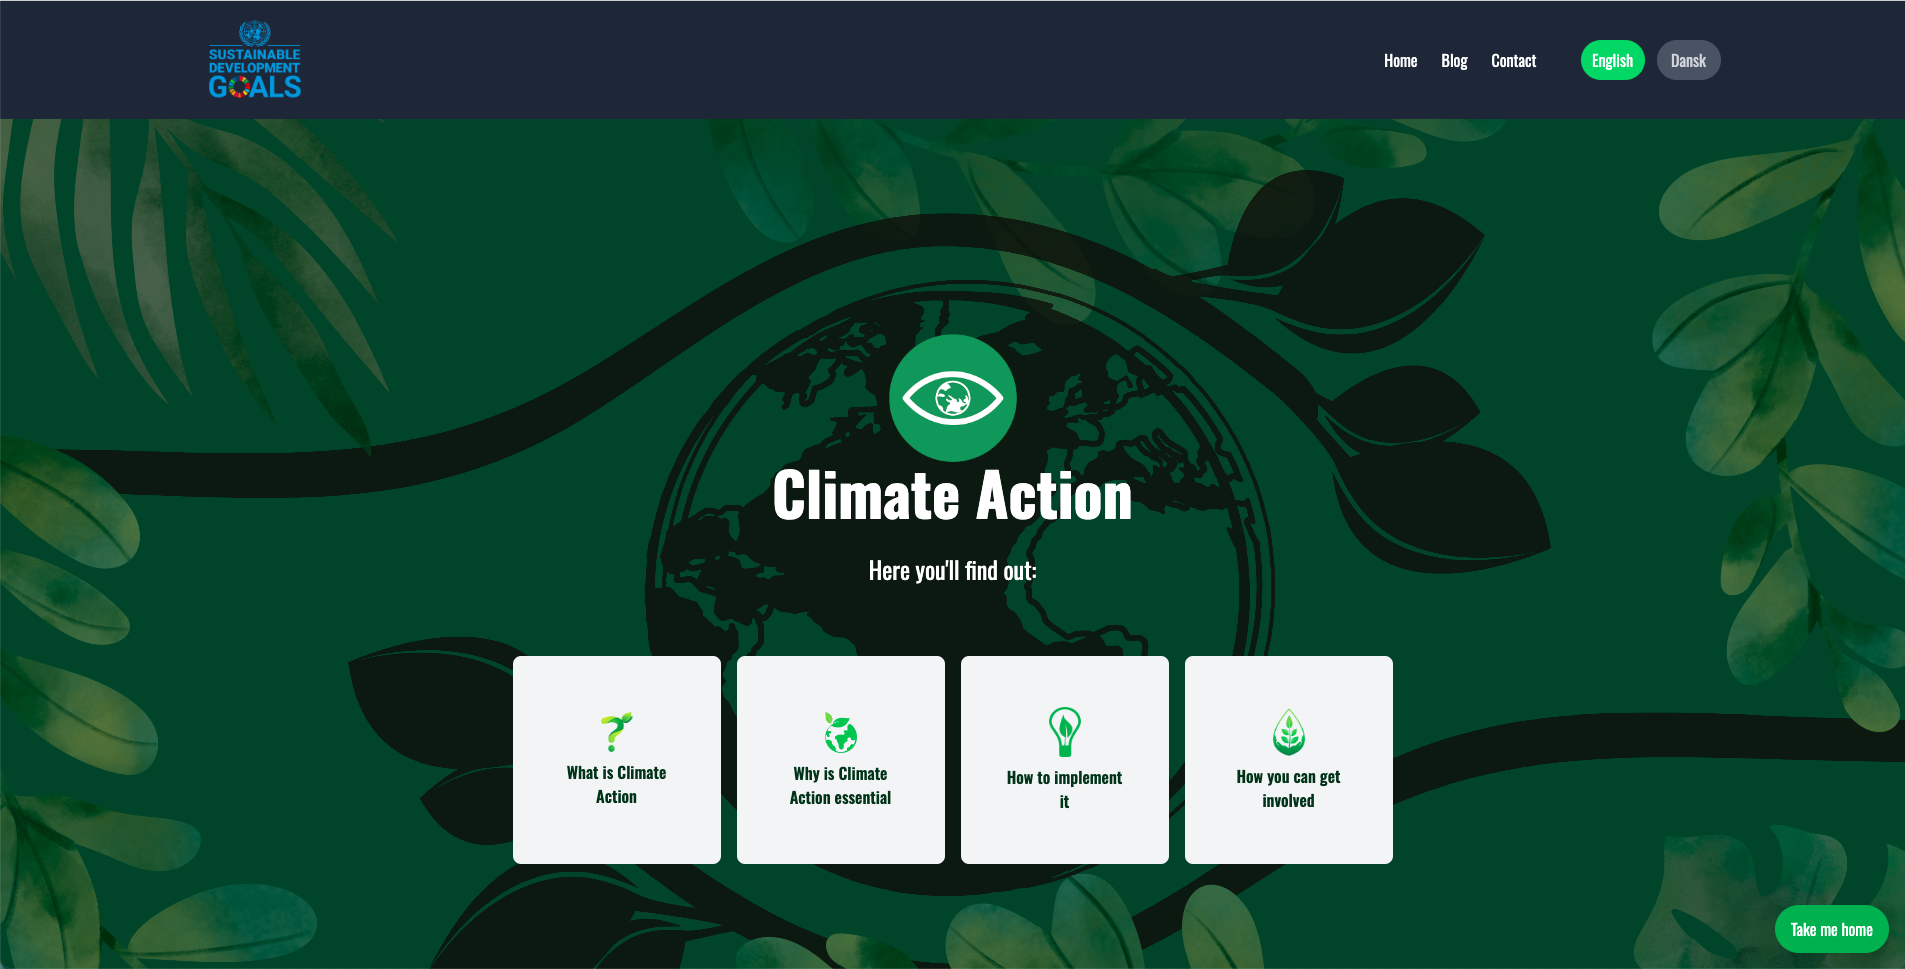 SUSTAINABLE
DEVELOPMENT
GOALS
Home Blog Contact English Dansk
Climate Action
Here you'll find out:
What is Climate
Action
Why is Climate
Action essential
How to implement
it
How you can get
involved
Take me home